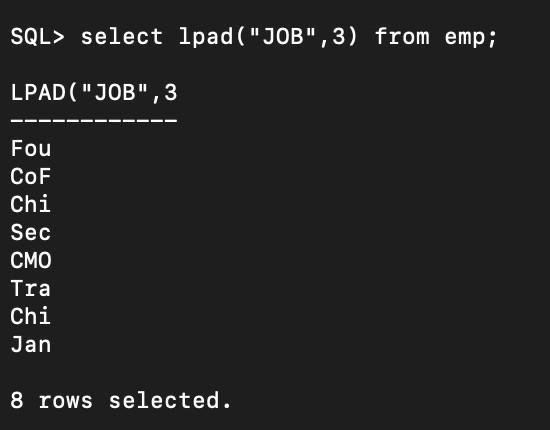 SQL> select lpad("JOB",3) from emp;
LPAD("JOB",3
------------
Fou
CoF
Chi
Sec
CMO
Tra
Chi
Jan
8 rows selected.